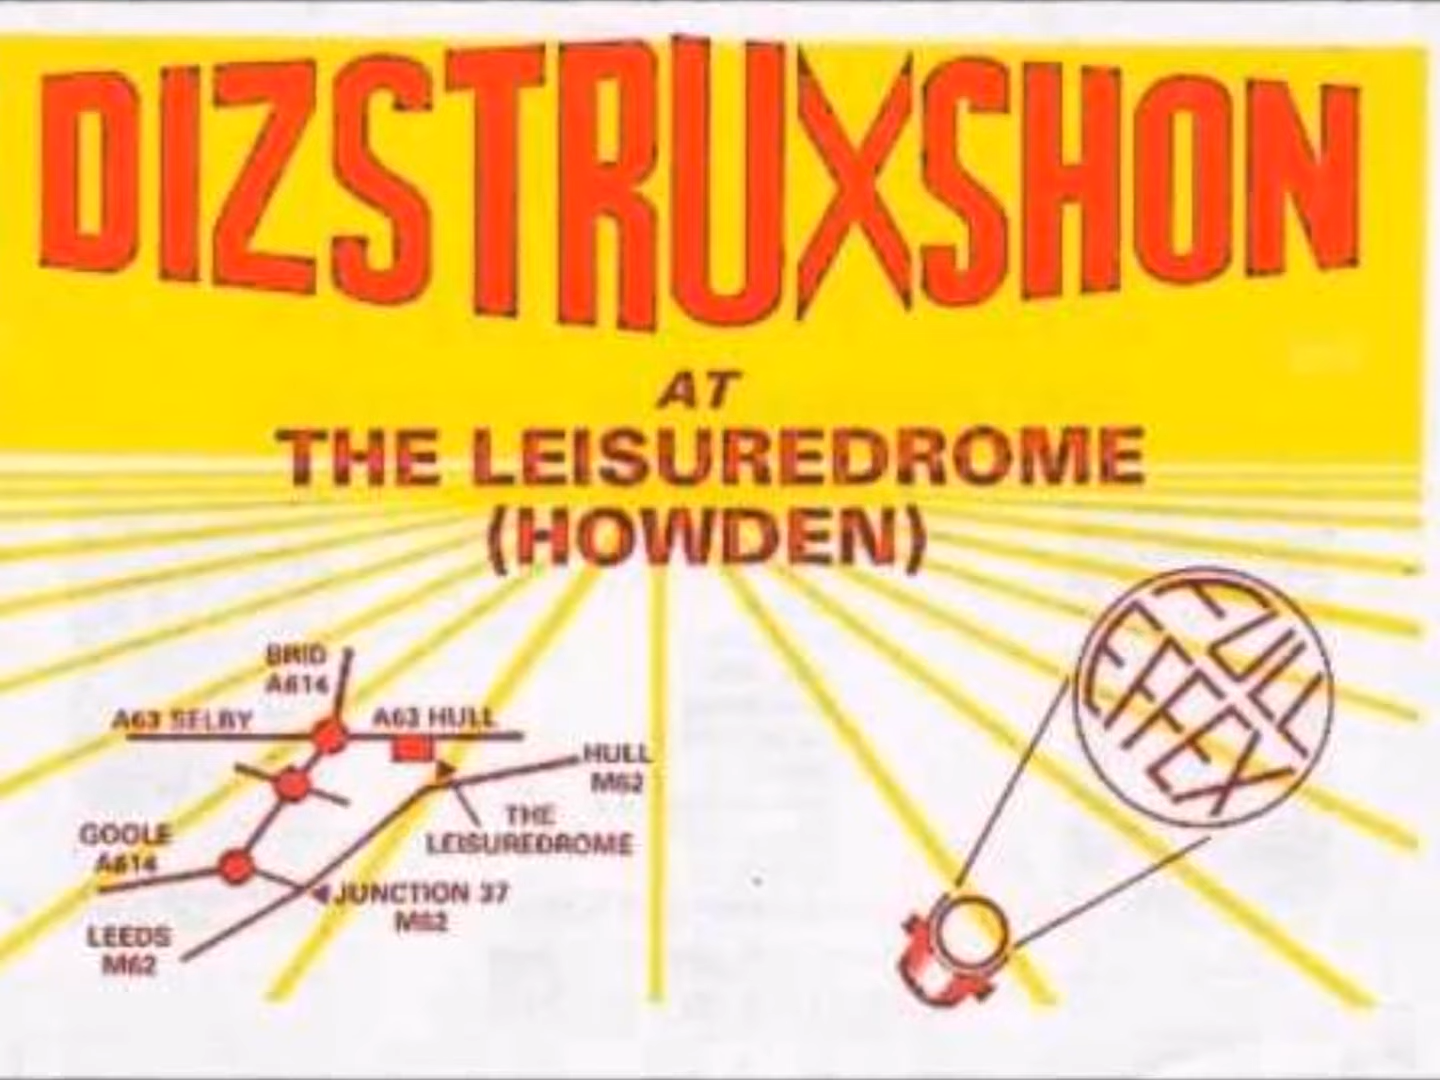 DIZSTRUXSHON
AT
THE LEISUREDROME
(HOWDEN)
BRID
A614
A63 SELBY
A63 HULL
HULL
M62
THE
LEISUREDROME
GOOLE
A614
JUNCTION 37
M62
LEEDS
M62
FULL
EFFEX